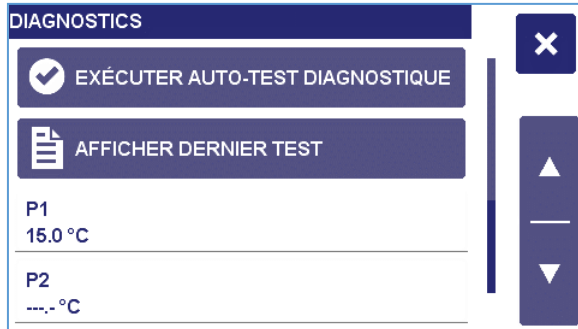 DIAGNOSTICS
EXÉCUTER AUTO-TEST DIAGNOSTIQUE
AFFICHER DERNIER TEST
P1
15.0 °C
P2
---.- °C